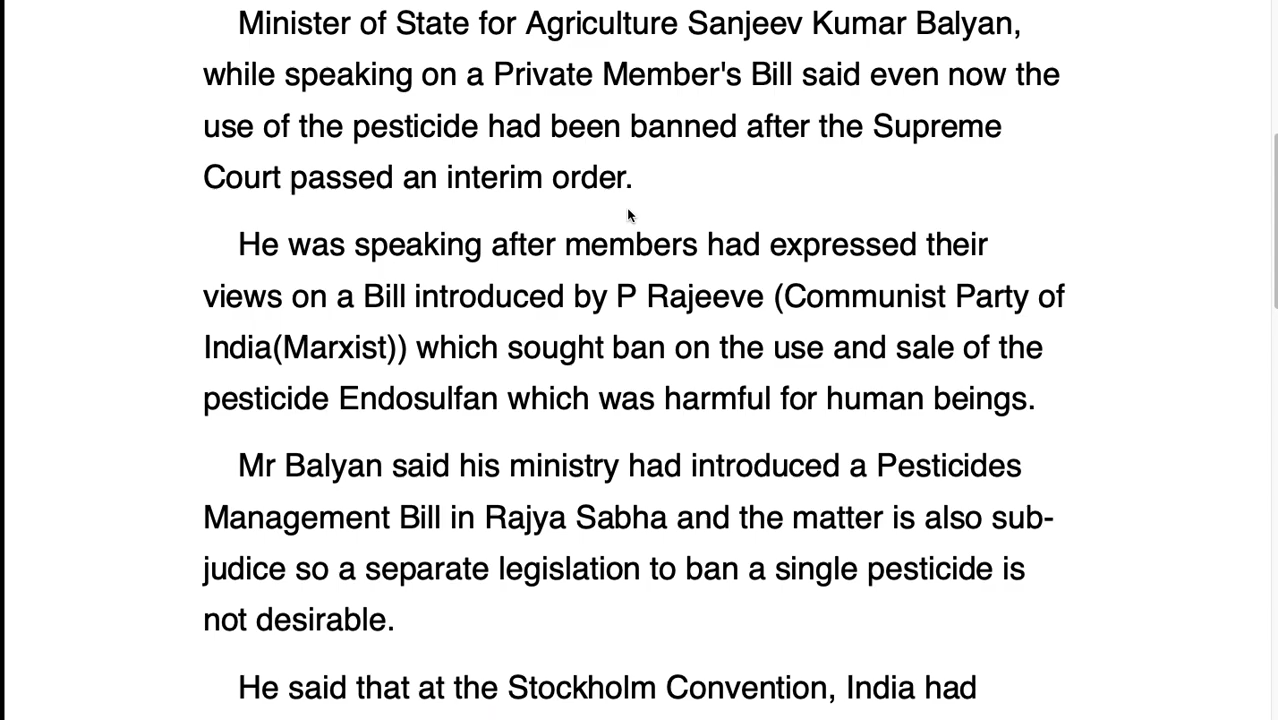 Minister of State for Agriculture Sanjeev Kumar Balyan,
while speaking on a Private Member's Bill said even now the
use of the pesticide had been banned after the Supreme
Court passed an interim order.
He was speaking after members had expressed their
views on a Bill introduced by P Rajeeve (Communist Party of
India(Marxist)) which sought ban on the use and sale of the
pesticide Endosulfan which was harmful for human beings.
Mr Balyan said his ministry had introduced a Pesticides
Management Bill in Rajya Sabha and the matter is also sub-
judice so a separate legislation to ban a single pesticide is
not desirable.
He said that at the Stockholm Convention, India had